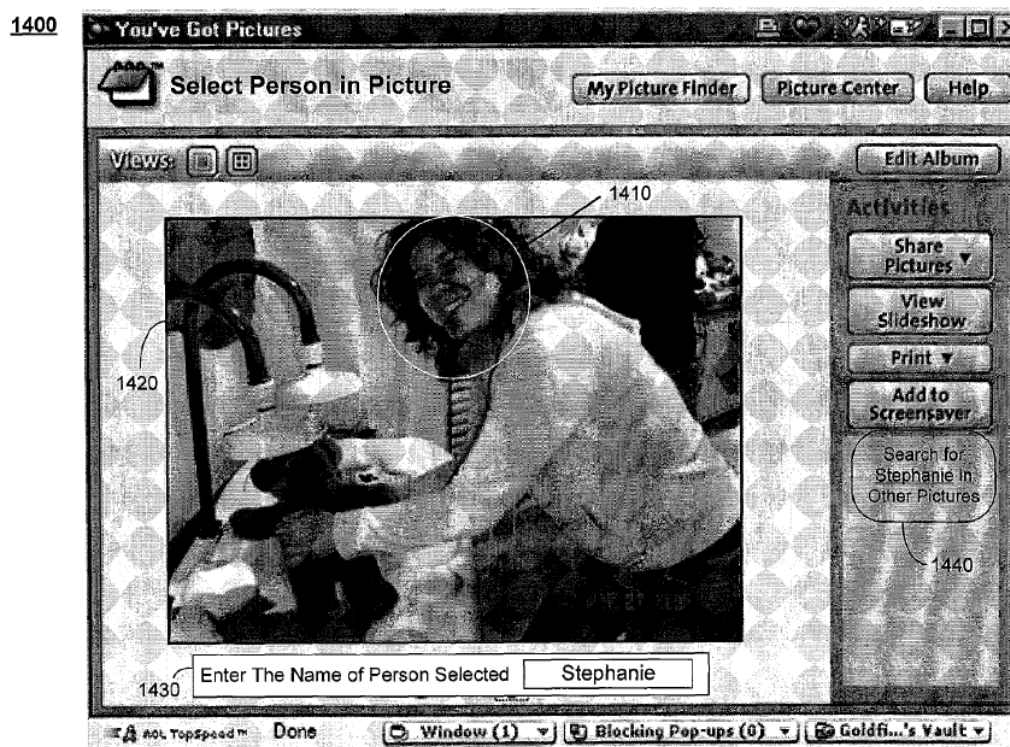 1400
You've Got Pictures
Select Person in Picture
My Picture Finder
Picture Center
Help
Views:
Edit Album
1410
Activities
Share
Pictures
View
Slideshow
1420
Print
Add to
Screensaver
Search for
Stephanie in
Other Pictures
1440
1430
Enter The Name of Person Selected
Stephanie
AOL TopSpeed™
Done
Window (1)
Blocking Pop-ups (0)
Goldfi...'s Vault